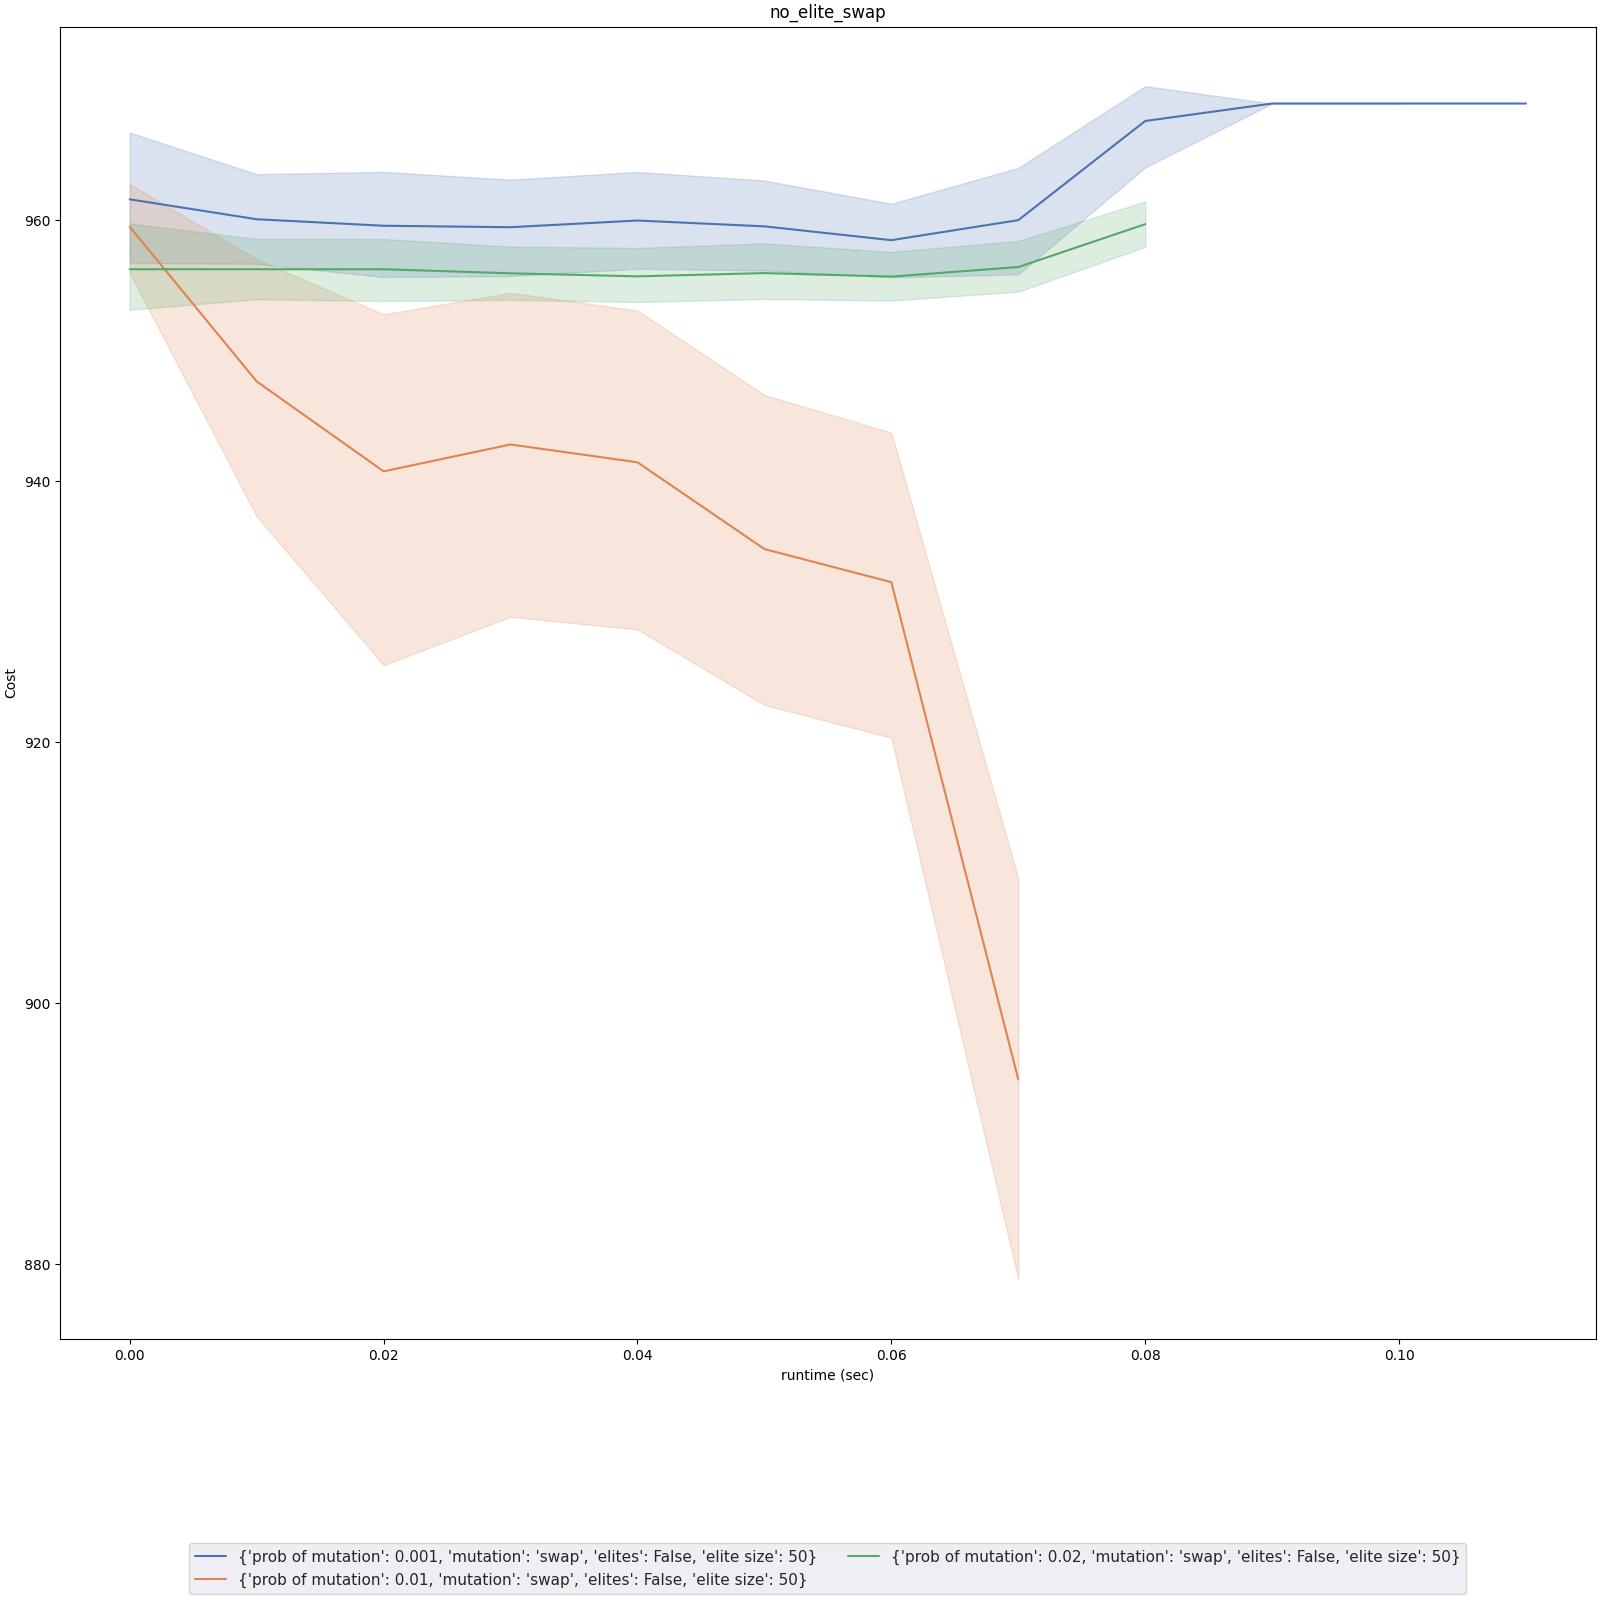 no_elite_swap
960
940
920
900
880
Cost
0.00 0.02 0.04 0.06 0.08 0.10
runtime (sec)
{'prob of mutation': 0.001, 'mutation': 'swap', 'elites': False, 'elite size': 50}
{'prob of mutation': 0.01, 'mutation': 'swap', 'elites': False, 'elite size': 50}
{'prob of mutation': 0.02, 'mutation': 'swap', 'elites': False, 'elite size': 50}